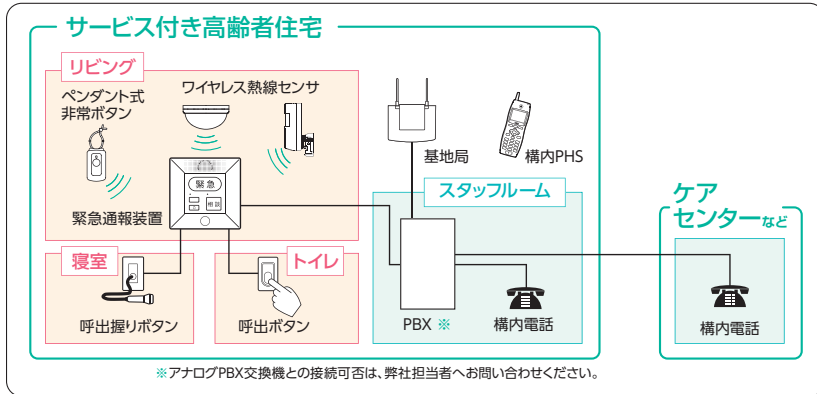 サービス付き高齢者住宅
リビング
ペンダント式
非常ボタン
ワイヤレス熱線センサ
緊急
相談
緊急通報装置
基地局
構内PHS
スタッフルーム
ケア
センターなど
寝室
トイレ
呼出握りボタン
呼出ボタン
PBX ※
構内電話
構内電話
※アナログPBX交換機との接続可否は、弊社担当者へお問い合わせください。